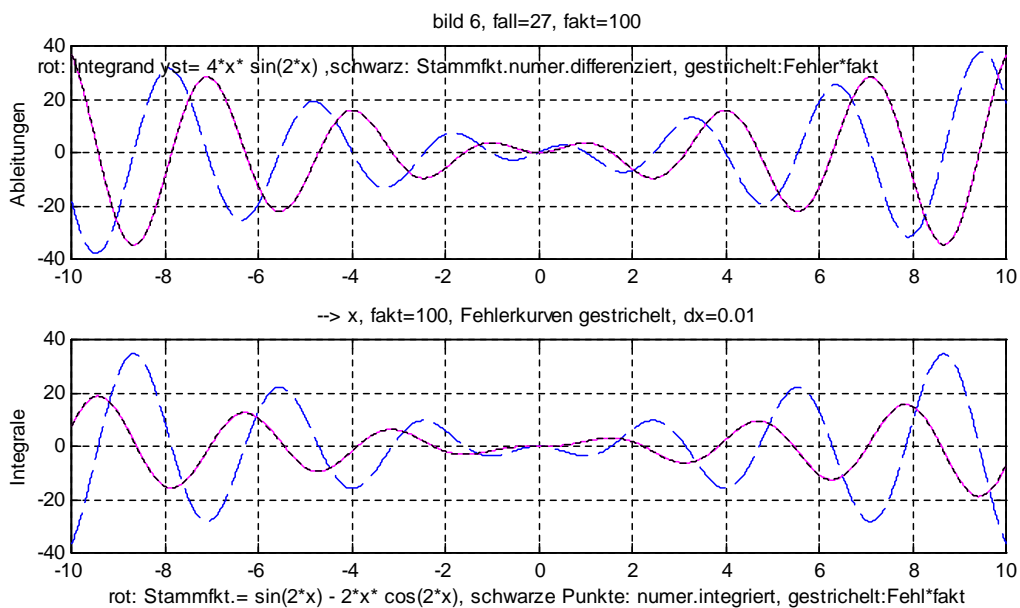 bild 6, fall=27, fakt=100
rot: Integrand yst= 4*x* sin(2*x) ,schwarz: Stammfkt.numer.differenziert, gestrichelt:Fehler*fakt
Ableitungen
40
20
0
-20
-40
-10 -8 -6 -4 -2 0 2 4 6 8 10
--> x, fakt=100, Fehlerkurven gestrichelt, dx=0.01
Integrale
40
20
0
-20
-40
-10 -8 -6 -4 -2 0 2 4 6 8 10
rot: Stammfkt.= sin(2*x) - 2*x* cos(2*x), schwarze Punkte: numer.integriert, gestrichelt:Fehl*fakt